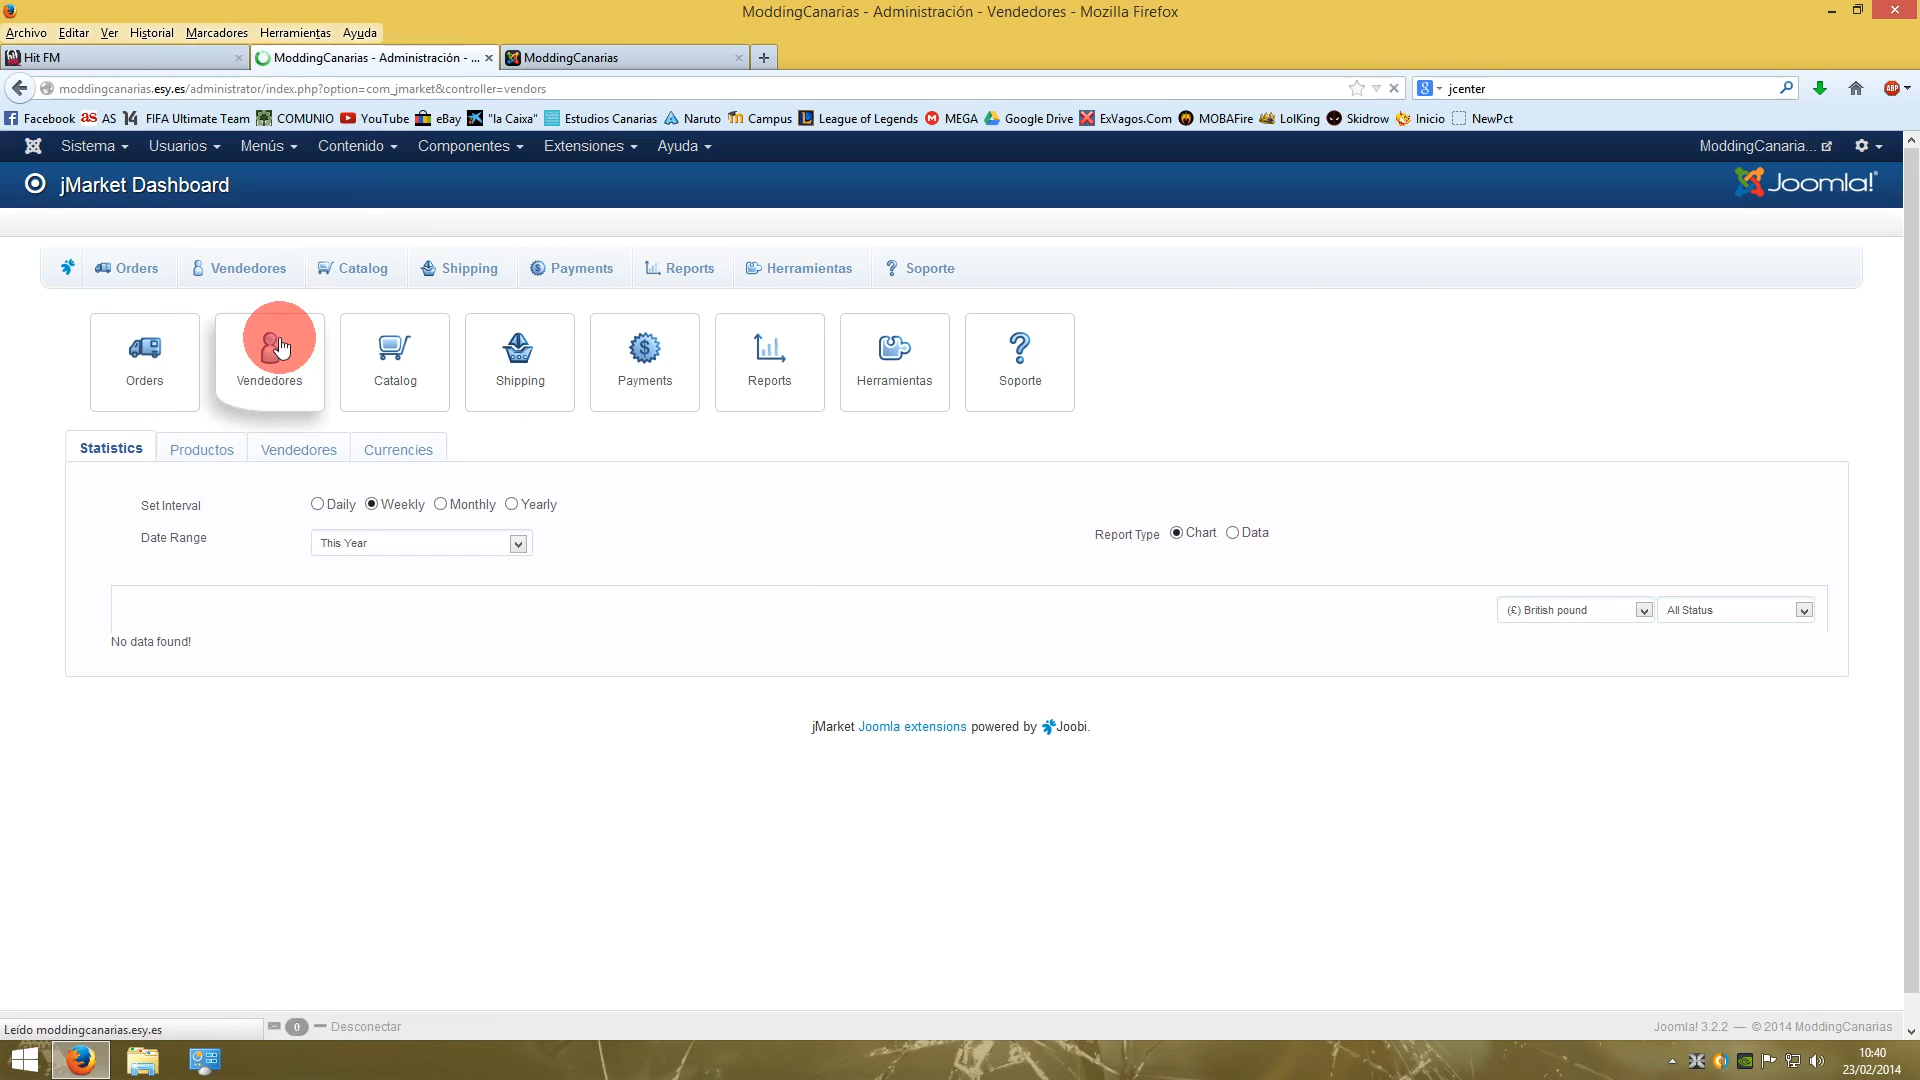 ModdingCanarias - Administración - Vendedores - Mozilla Firefox
Archivo Editar Ver Historial Marcadores Herramientas Ayuda
Hit FM
ModdingCanarias - Administración - ...
ModdingCanarias
moddingcanarias.esy.es/administrator/index.php?option=com_jmarket&controller=vendors
jcenter
Facebook AS FIFA Ultimate Team COMUNIO YouTube eBay "la Caixa" Estudios Canarias Naruto Campus League of Legends MEGA Google Drive ExVagos.Com MOBAFire LolKing Skidrow Inicio NewPct
Sistema Usuarios Menús Contenido Componentes Extensiones Ayuda ModdingCanaria...
jMarket Dashboard
Joomla!
Orders Vendedores Catalog Shipping Payments Reports Herramientas Soporte
Orders Vendedores Catalog Shipping Payments Reports Herramientas Soporte
Statistics Productos Vendedores Currencies
Set Interval Daily Weekly Monthly Yearly
Date Range This Year
Report Type Chart Data
(£) British pound All Status
No data found!
jMarket Joomla extensions powered by Joobi.
Leído moddingcanarias.esy.es
0 Desconectar
Joomla! 3.2.2 — © 2014 ModdingCanarias
10:40
23/02/2014